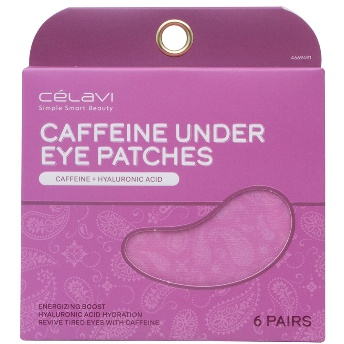 CÉLAVI
Simple Smart Beauty
CAFFEINE UNDER
EYE PATCHES
CAFFEINE + HYALURONIC ACID
ENERGIZING BOOST
HYALURONIC ACID HYDRATION
REVIVE TIRED EYES WITH CAFFEINE
6 PAIRS